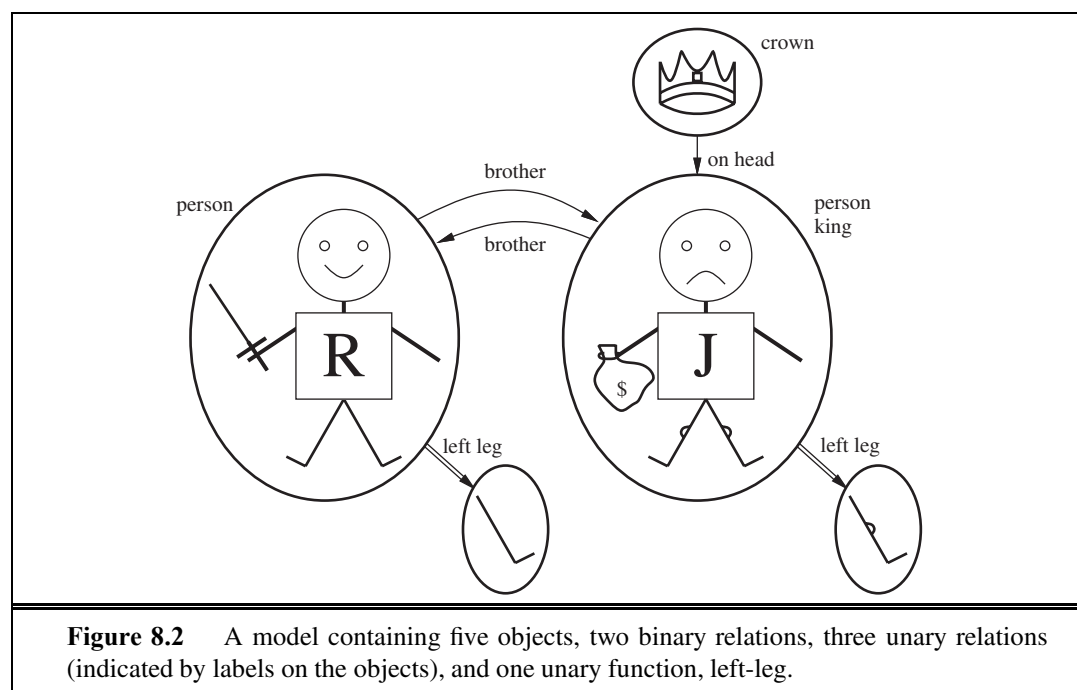 crown
on head
brother
person
person
king
brother
R
J
$
left leg
left leg
Figure 8.2 A model containing five objects, two binary relations, three unary relations
(indicated by labels on the objects), and one unary function, left-leg.